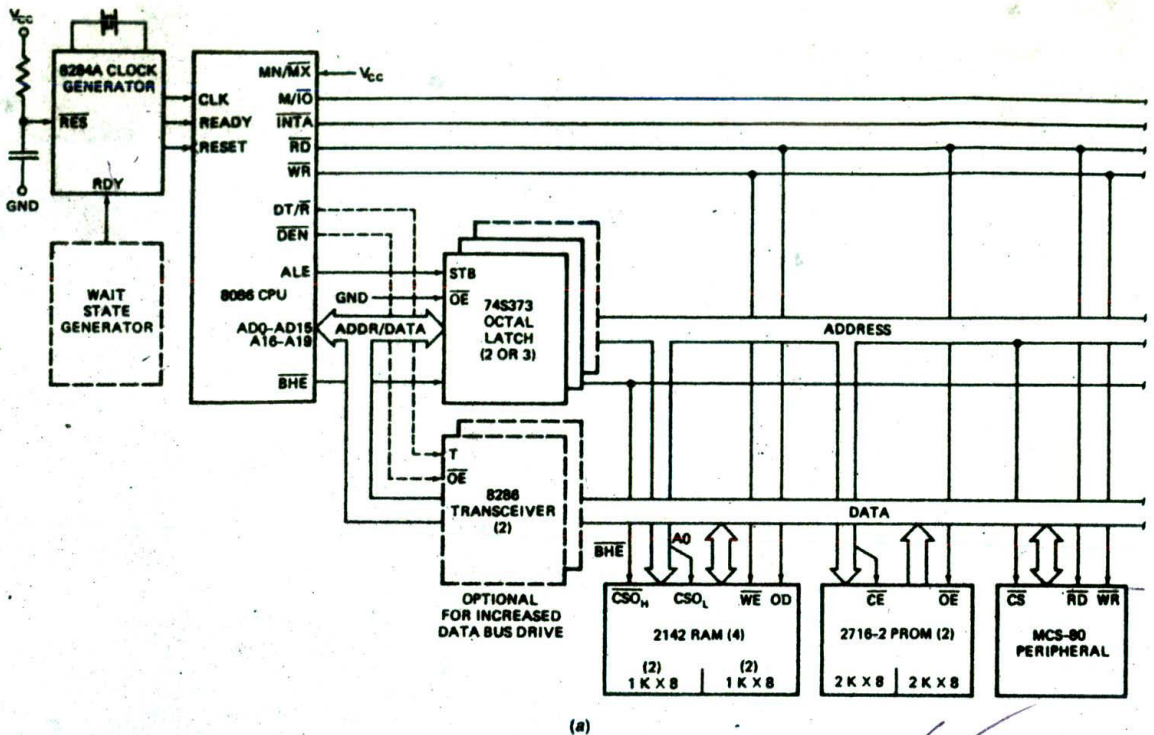 VCC
8284A CLOCK
GENERATOR
RES
RDY
GND
WAIT
STATE
GENERATOR
CLK
READY
RESET
8086 CPU
MN/MX
VCC
M/IO
INTA
RD
WR
DT/R
DEN
ALE
AD0-AD15
A16-A19
BHE
GND
ADDR/DATA
STB
OE
74S373
OCTAL
LATCH
(2 OR 3)
ADDRESS
T
OE
8286
TRANSCEIVER
(2)
OPTIONAL
FOR INCREASED
DATA BUS DRIVE
DATA
BHE
A0
CSOH
CSOL
WE
OD
2142 RAM (4)
(2)
1 K X 8
(2)
1 K X 8
CE
OE
2716-2 PROM (2)
2 K X 8
2 K X 8
CS
RD
WR
MCS-80
PERIPHERAL
(a)